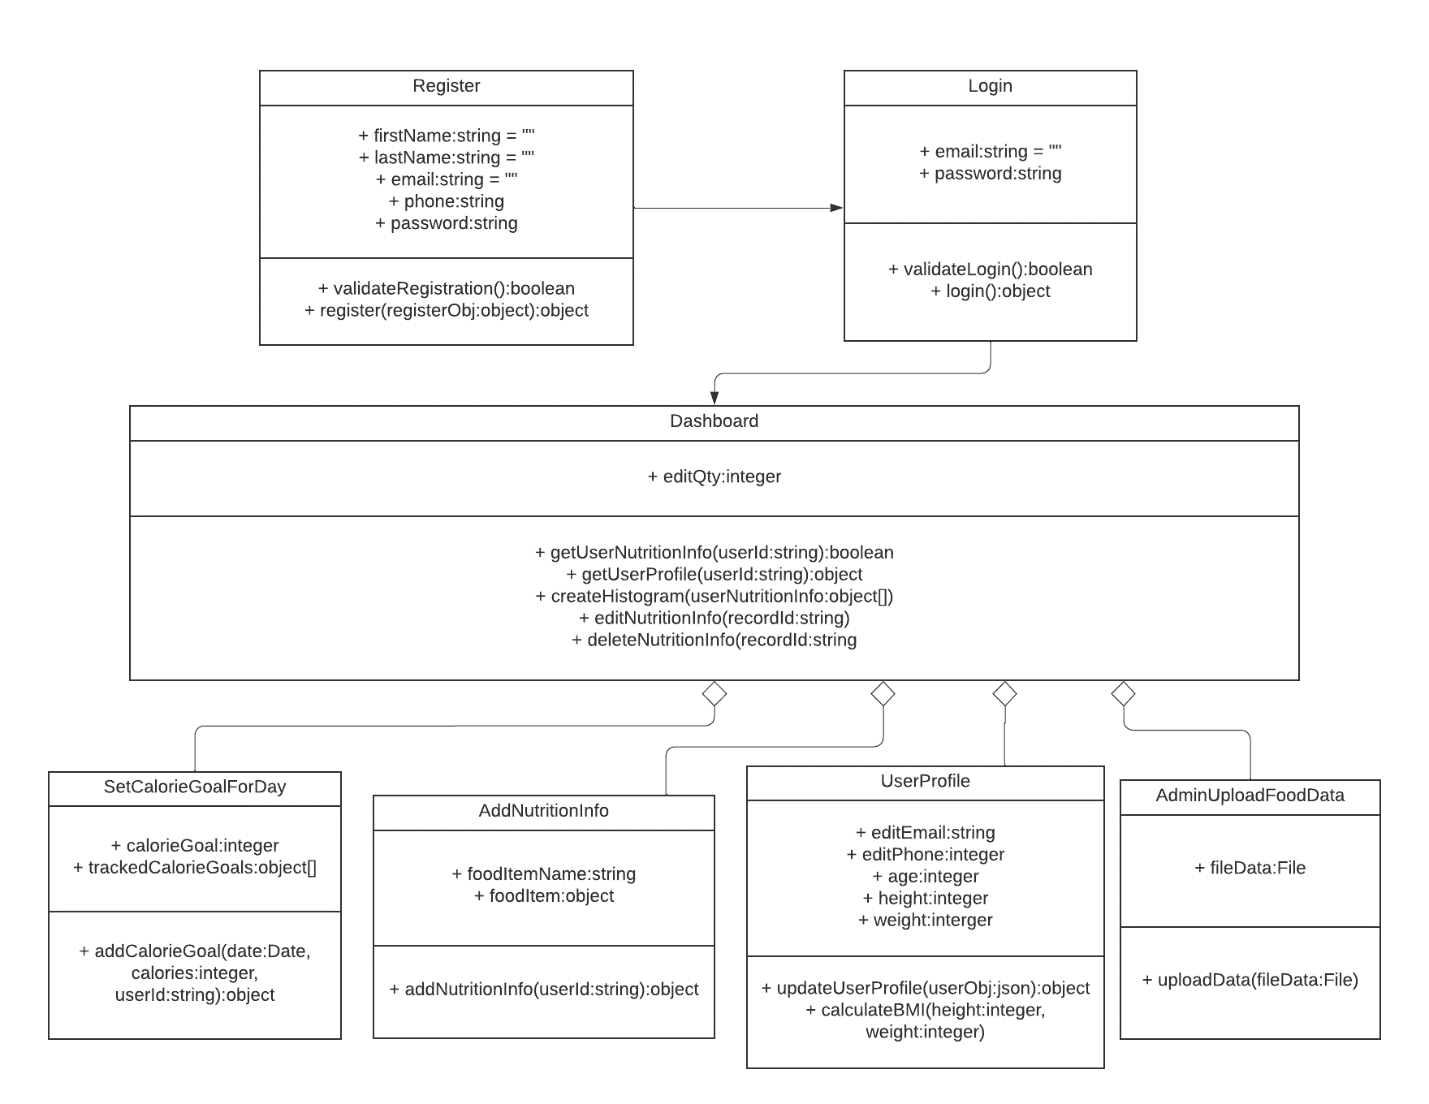 Register
+ firstName:string = ""
+ lastName:string = ""
+ email:string = ""
+ phone:string
+ password:string
+ validateRegistration():boolean
+ register(registerObj:object):object
Login
+ email:string = ""
+ password:string
+ validateLogin():boolean
+ login():object
Dashboard
+ editQty:integer
+ getUserNutritionInfo(userId:string):boolean
+ getUserProfile(userId:string):object
+ createHistogram(userNutritionInfo:object[])
+ editNutritionInfo(recordId:string)
+ deleteNutritionInfo(recordId:string
SetCalorieGoalForDay
+ calorieGoal:integer
+ trackedCalorieGoals:object[]
+ addCalorieGoal(date:Date,
calories:integer,
userId:string):object
AddNutritionInfo
+ foodItemName:string
+ foodItem:object
+ addNutritionInfo(userId:string):object
UserProfile
+ editEmail:string
+ editPhone:integer
+ age:integer
+ height:integer
+ weight:interger
+ updateUserProfile(userObj:json):object
+ calculateBMI(height:integer,
weight:integer)
AdminUploadFoodData
+ fileData:File
+ uploadData(fileData:File)